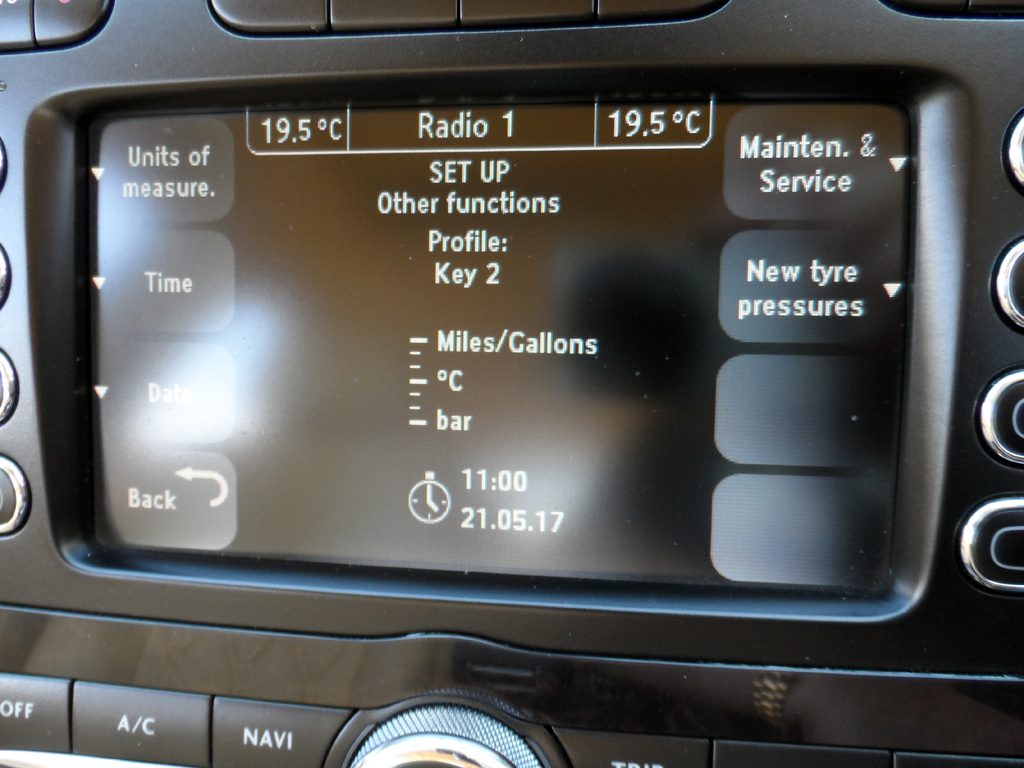 19.5 °C Radio 1 19.5 °C
SET UP
Other functions
Profile:
Key 2
Units of
measure.
Time
Date
Back
Mainten. &
Service
New tyre
pressures
Miles/Gallons
°C
bar
11:00
21.05.17
OFF
A/C
NAVI
TRIP